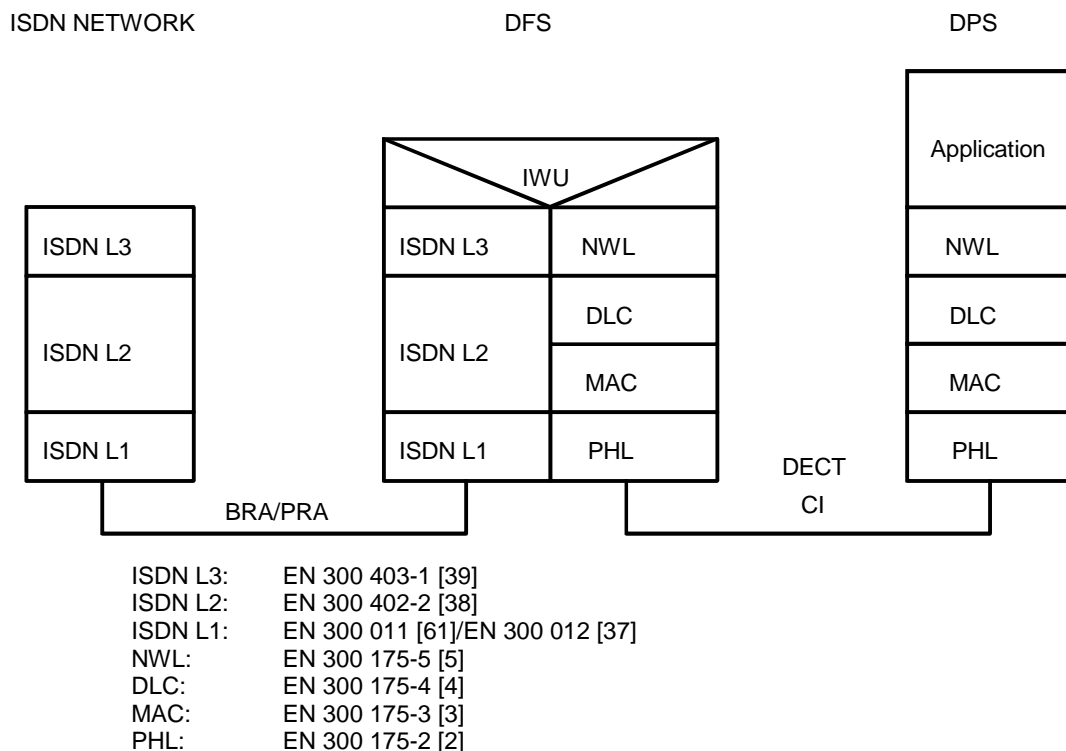 ISDN NETWORK DFS DPS
Application
IWU
ISDN L3 ISDN L3 NWL NWL
DLC DLC
ISDN L2 ISDN L2
MAC MAC
ISDN L1 ISDN L1 PHL PHL
DECT
BRA/PRA CI
ISDN L3: EN 300 403-1 [39]
ISDN L2: EN 300 402-2 [38]
ISDN L1: EN 300 011 [61]/EN 300 012 [37]
NWL: EN 300 175-5 [5]
DLC: EN 300 175-4 [4]
MAC: EN 300 175-3 [3]
PHL: EN 300 175-2 [2]